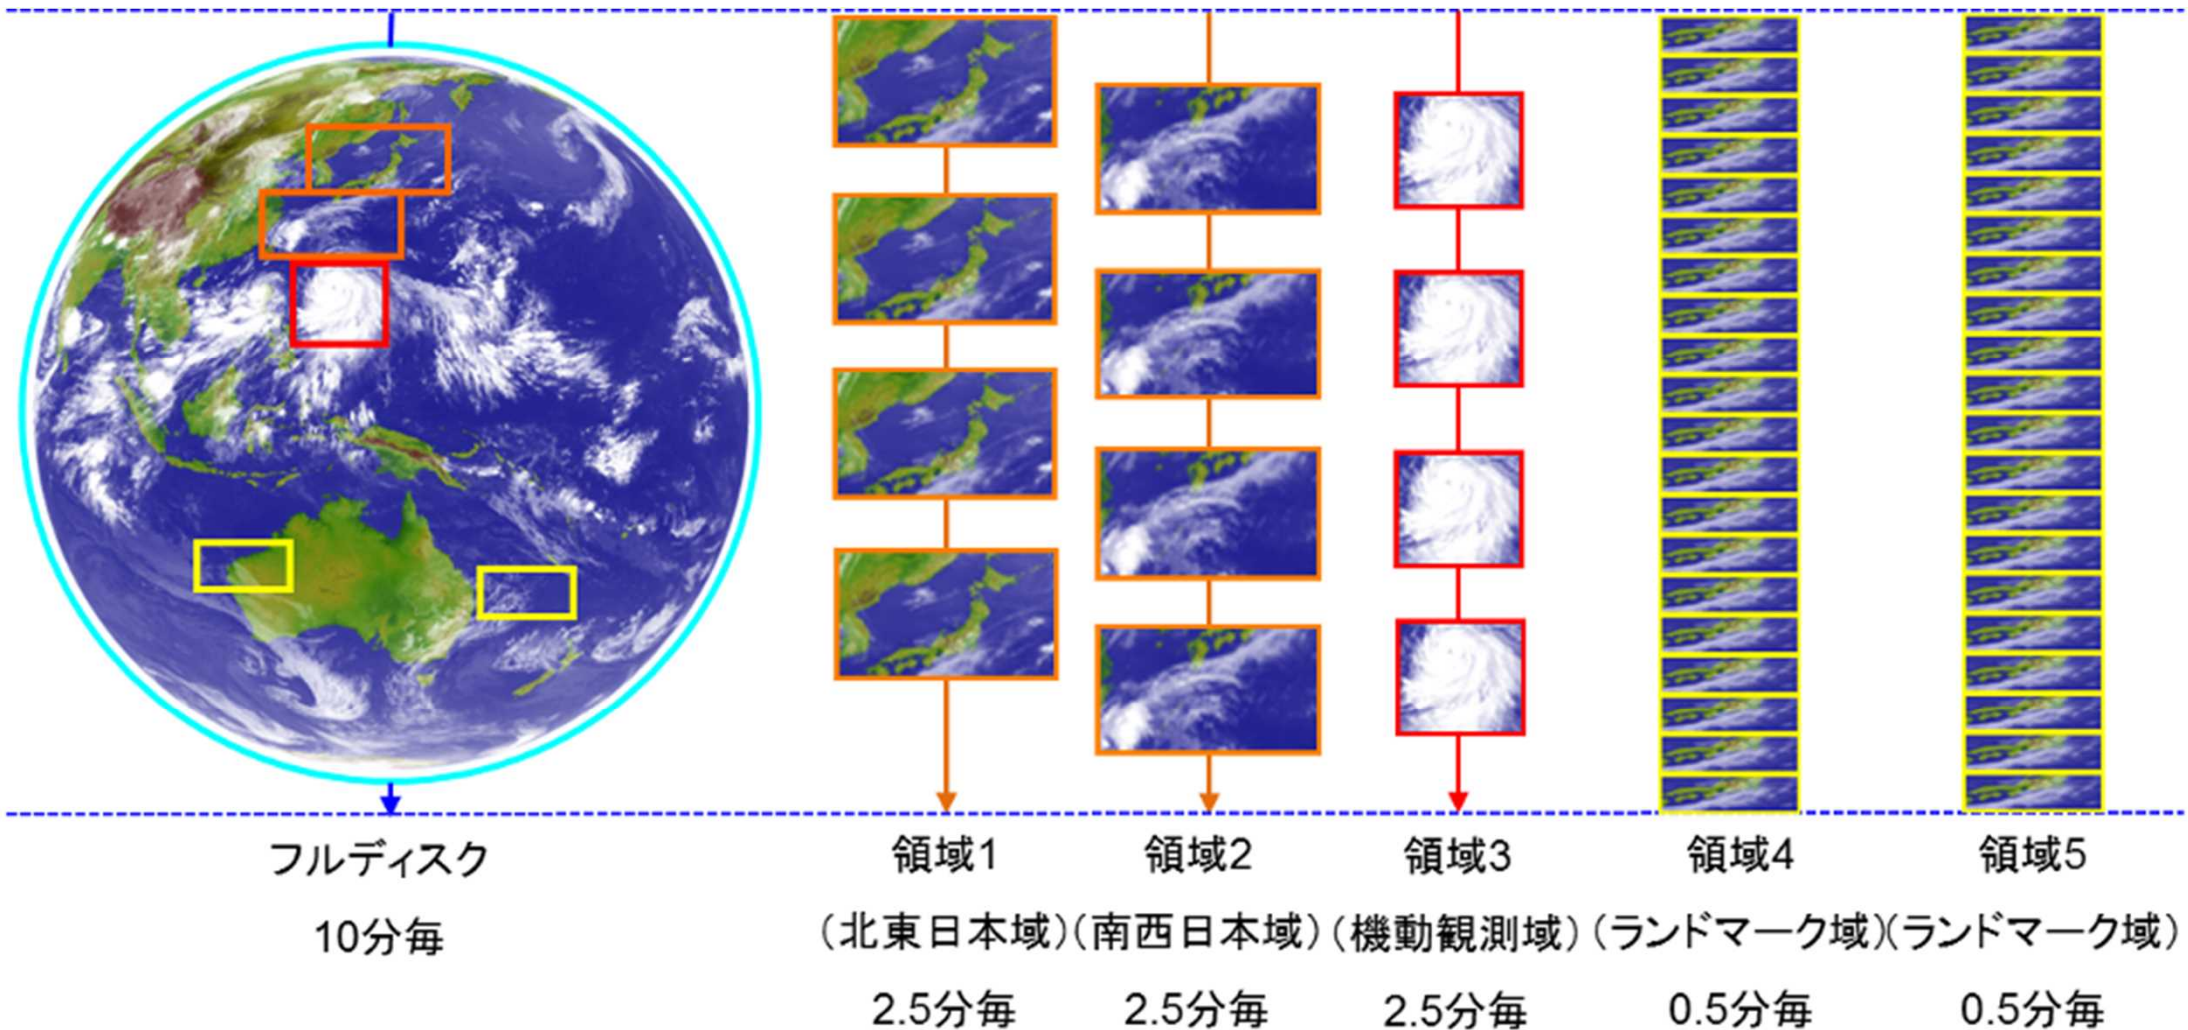 フルディスク
10分毎
領域1
(北東日本域)
2.5分毎
領域2
(南西日本域)
2.5分毎
領域3
(機動観測域)
2.5分毎
領域4
(ランドマーク域)
0.5分毎
領域5
(ランドマーク域)
0.5分毎